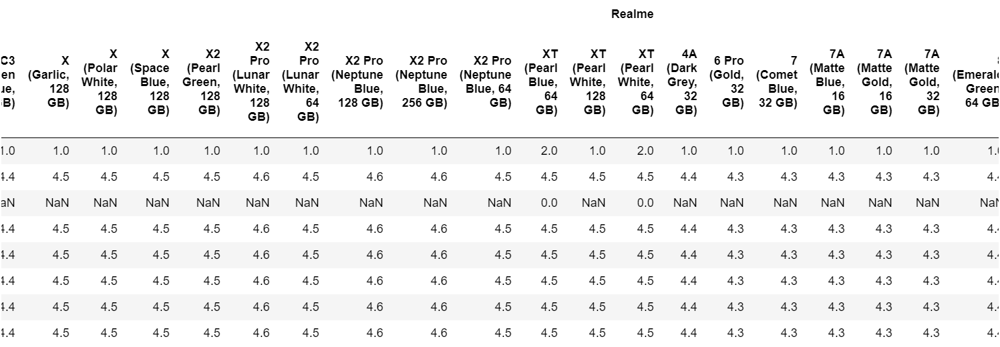 Realme
C3
en
X
(Garlic,
128
GB)
X
(Polar
White,
128
GB)
X
(Space
Blue,
128
GB)
X2
(Pearl
Green,
128
GB)
X2
Pro
(Lunar
White,
128
GB)
X2
Pro
(Lunar
White,
64
GB)
X2 Pro
(Neptune
Blue,
128 GB)
X2 Pro
(Neptune
Blue,
256 GB)
X2 Pro
(Neptune
Blue, 64
GB)
XT
(Pearl
Blue,
64
GB)
XT
(Pearl
White,
128
GB)
XT
(Pearl
White,
64
GB)
4A
(Dark
Grey,
32
GB)
6 Pro
(Gold,
32
GB)
7
(Comet
Blue,
32 GB)
7A
(Matte
Blue,
16
GB)
7A
(Matte
Gold,
16
GB)
7A
(Matte
Gold,
32
GB)
(Emerald
Green
64 GB
1.0 1.0 1.0 1.0 1.0 1.0 1.0 1.0 1.0 1.0 2.0 1.0 2.0 1.0 1.0 1.0 1.0 1.0 1.0 1.0
4.4 4.5 4.5 4.5 4.5 4.6 4.5 4.6 4.6 4.5 4.5 4.5 4.5 4.4 4.3 4.3 4.3 4.3 4.3 4.4
aN NaN NaN NaN NaN NaN NaN NaN NaN NaN 0.0 NaN 0.0 NaN NaN NaN NaN NaN NaN NaN
4.4 4.5 4.5 4.5 4.5 4.6 4.5 4.6 4.6 4.5 4.5 4.5 4.5 4.4 4.3 4.3 4.3 4.3 4.3 4.4
4.4 4.5 4.5 4.5 4.5 4.6 4.5 4.6 4.6 4.5 4.5 4.5 4.5 4.4 4.3 4.3 4.3 4.3 4.3 4.4
4.4 4.5 4.5 4.5 4.5 4.6 4.5 4.6 4.6 4.5 4.5 4.5 4.5 4.4 4.3 4.3 4.3 4.3 4.3 4.4
4.4 4.5 4.5 4.5 4.5 4.6 4.5 4.6 4.6 4.5 4.5 4.5 4.5 4.4 4.3 4.3 4.3 4.3 4.3 4.4
4.4 4.5 4.5 4.5 4.5 4.6 4.5 4.6 4.6 4.5 4.5 4.5 4.5 4.4 4.3 4.3 4.3 4.3 4.3 4.4